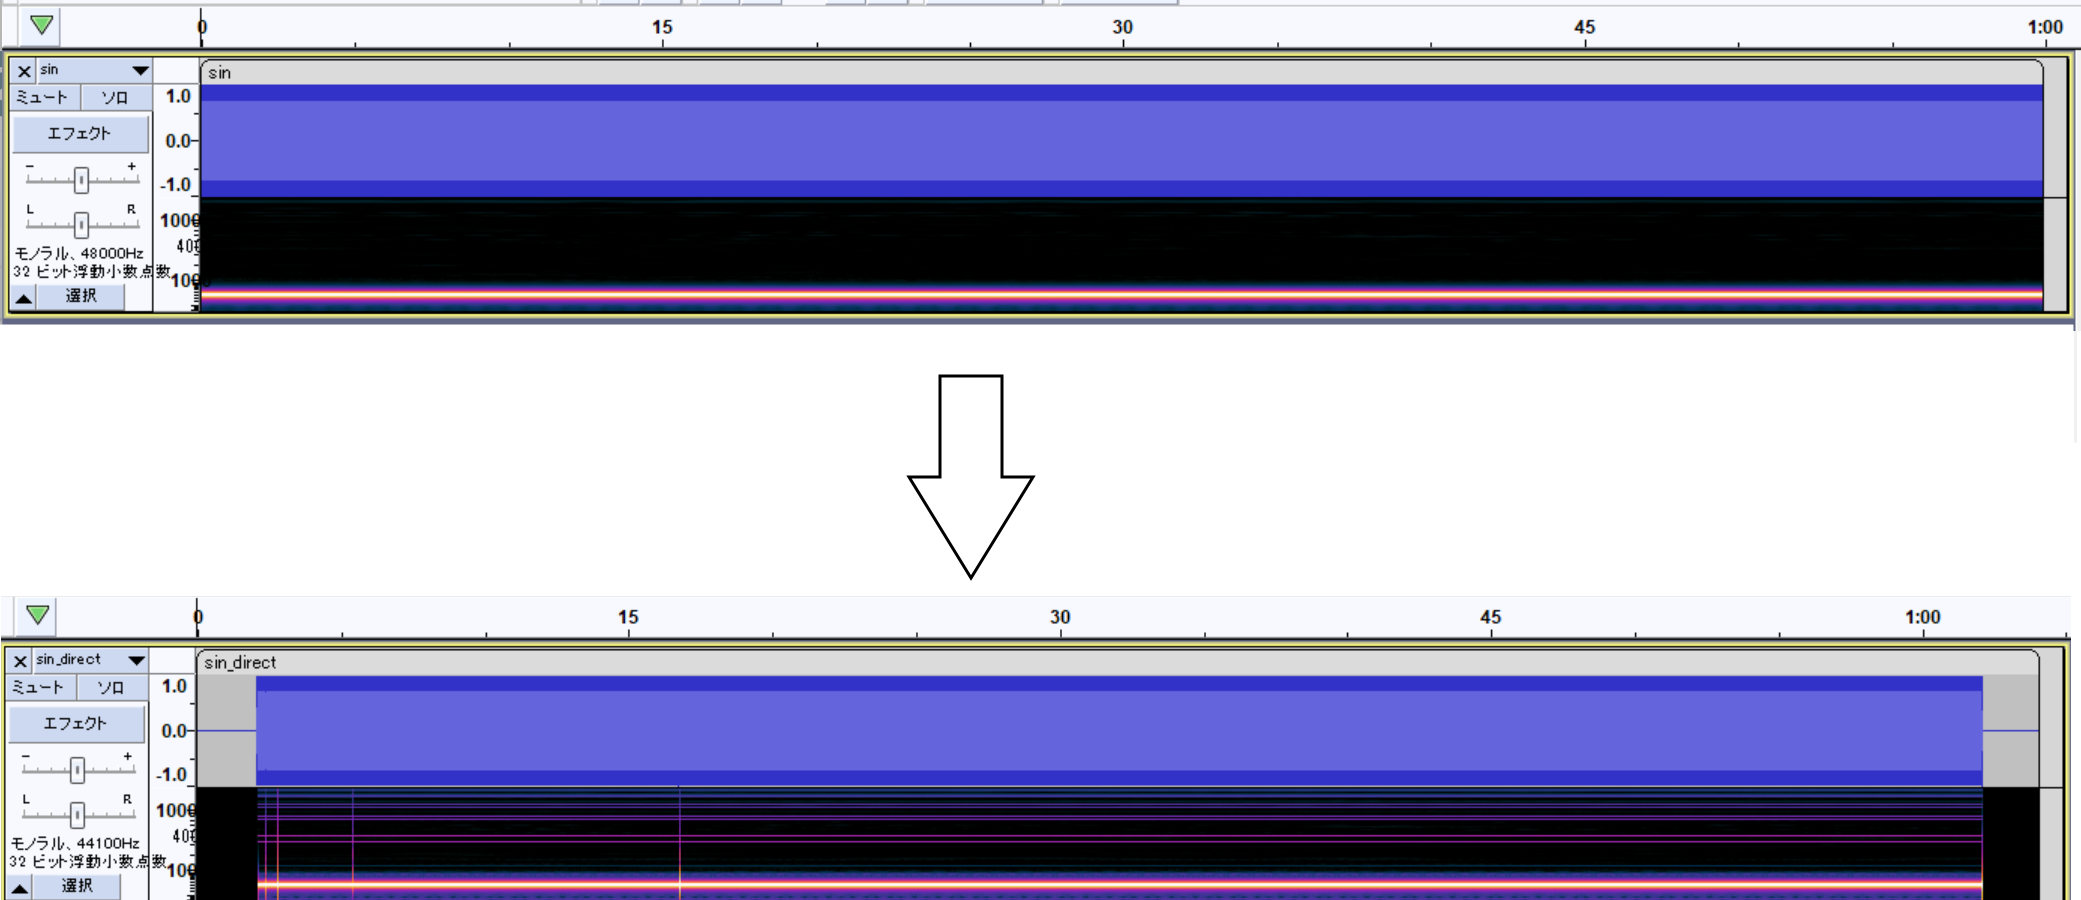 0 15 30 45 1:00
sin
sin
ミュート ソロ
エフェクト
- +
L R
モノラル、48000Hz
32 ビット浮動小数点数
選択
1.0
0.0
-1.0
1000
400
100
0 15 30 45 1:00
sin_direct
sin_direct
ミュート ソロ
エフェクト
- +
L R
モノラル、44100Hz
32 ビット浮動小数点数
選択
1.0
0.0
-1.0
1000
400
100